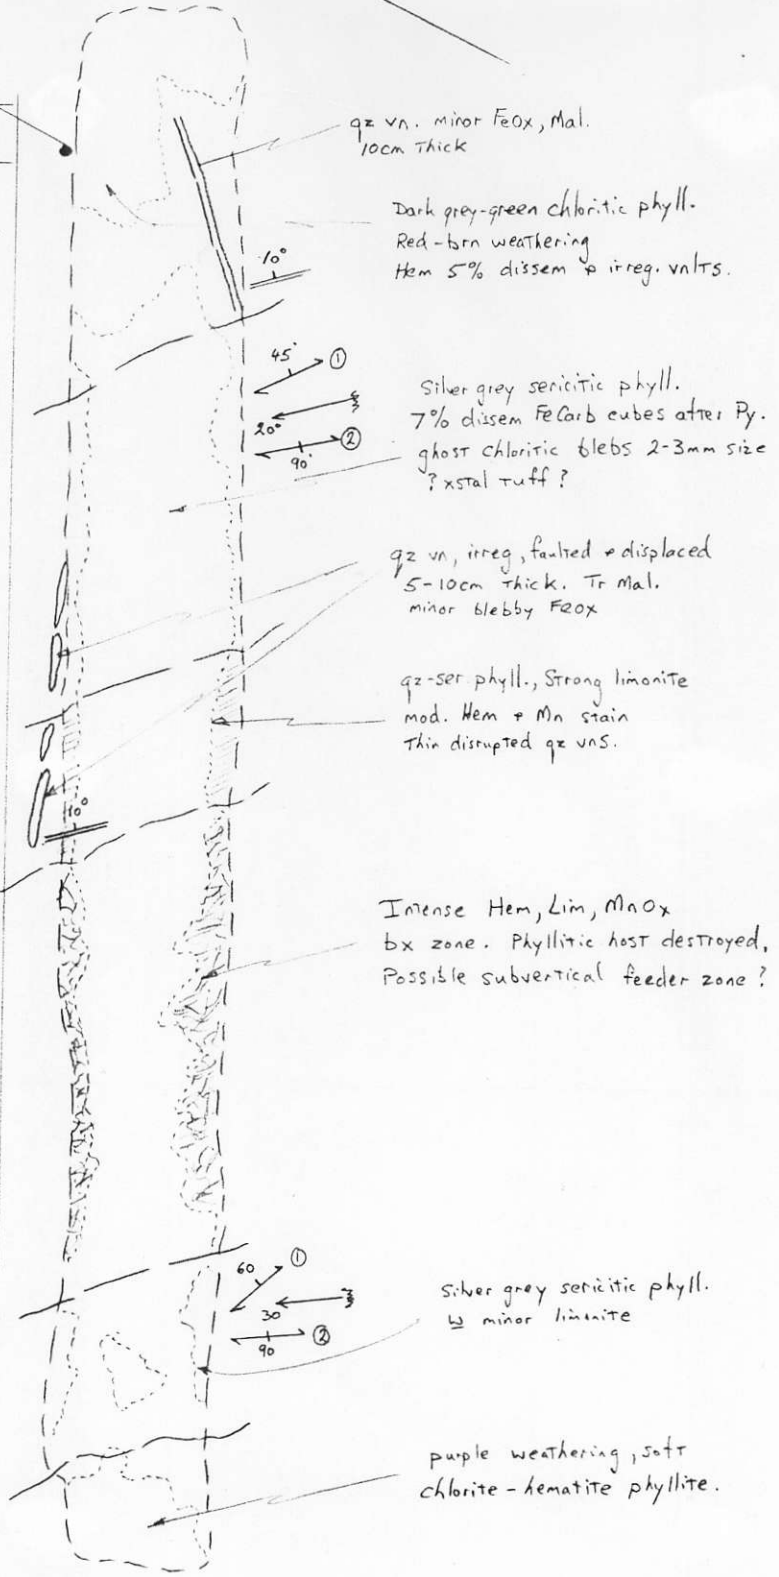 qz vn. minor FeOx, Mal.
10cm Thick
Dark grey-green chloritic phyll.
Red-brn weathering
Hem 5% dissem + irreg. vnlts.
10°
45° ①
20°
② 90°
Silver grey sericitic phyll.
7% dissem FeCarb cubes after Py.
ghost chloritic blebs 2-3mm size
? xstal tuff ?
qz vn, irreg, faulted + displaced
5-10cm Thick. Tr Mal.
minor blebby FeOx
qz-ser phyll., Strong limonite
mod. Hem + Mn stain
Thin disrupted qz vns.
70°
Intense Hem, Lim, MnOx
bx zone. Phyllitic host destroyed,
Possible subvertical feeder zone ?
60 ①
30
② 90
Silver grey sericitic phyll.
w minor limonite
purple weathering, soft
chlorite - hematite phyllite.